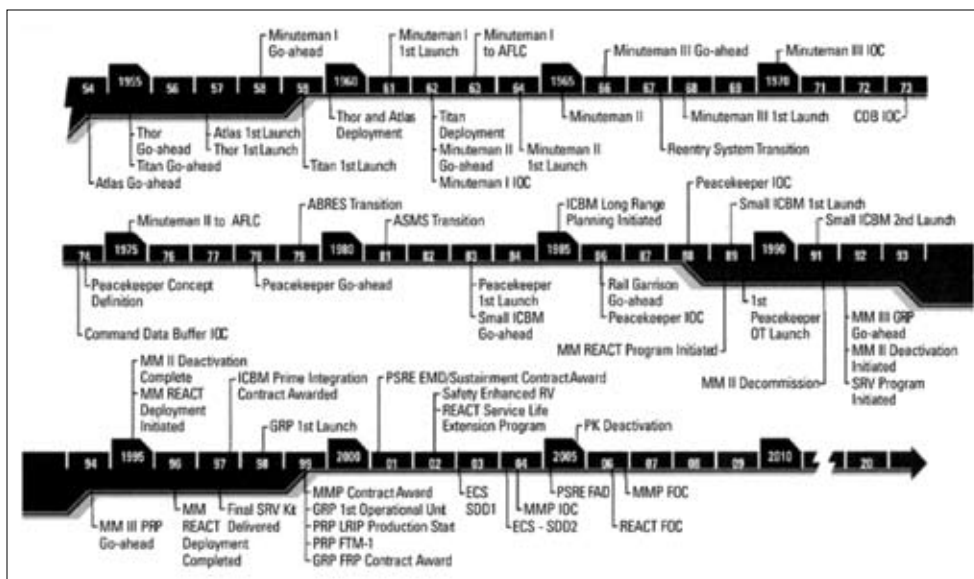 Minuteman I
Go-ahead
Minuteman I
1st Launch
Minuteman I
to AFLC
Minuteman III Go-ahead
Minuteman III IOC
54 1955 56 57 58 59 1960 61 62 63 64 1965 66 67 68 69 1970 71 72 73
Atlas Go-ahead
Thor
Go-ahead
Titan Go-ahead
Atlas 1st Launch
Thor 1st Launch
Titan 1st Launch
Thor and Atlas
Deployment
Titan
Deployment
Minuteman II
Go-ahead
Minuteman I IOC
Minuteman II
1st Launch
Minuteman II
Reentry System Transition
Minuteman III 1st Launch
COB IOC
Minuteman II to AFLC
ABRES Transition
ASMS Transition
ICBM Long Range
Planning Initiated
Peacekeeper IOC
Small ICBM 1st Launch
Small ICBM 2nd Launch
74 1975 76 77 78 79 1980 81 82 83 84 1985 86 87 88 89 1990 91 92 93
Peacekeeper Concept
Definition
Command Data Buffer IOC
Peacekeeper Go-ahead
Peacekeeper
1st Launch
Small ICBM
Go-ahead
Rail Garrison
Go-ahead
Peacekeeper IOC
MM REACT Program Initiated
1st
Peacekeeper
OT Launch
MM II Decommission
MM III GRP
Go-ahead
MM II Deactivation
Initiated
SRV Program
Initiated
MM II Deactivation
Complete
MM REACT
Deployment
Initiated
ICBM Prime Integration
Contract Awarded
GRP 1st Launch
PSRE EMD/Sustainment Contract Award
Safety Enhanced RV
REACT Service Life
Extension Program
PK Deactivation
94 1995 96 97 98 99 2000 01 02 03 04 2005 06 07 08 09 2010 20
MM III PRP
Go-ahead
MM
REACT
Deployment
Completed
Final SRV Kit
Delivered
MMP Contract Award
GRP 1st Operational Unit
PRP LRIP Production Start
PRP FTM-1
GRP FRP Contract Award
ECS
SDD1
ECS - SDD2
MMP IOC
PSRE FAD
REACT FOC
MMP FOC